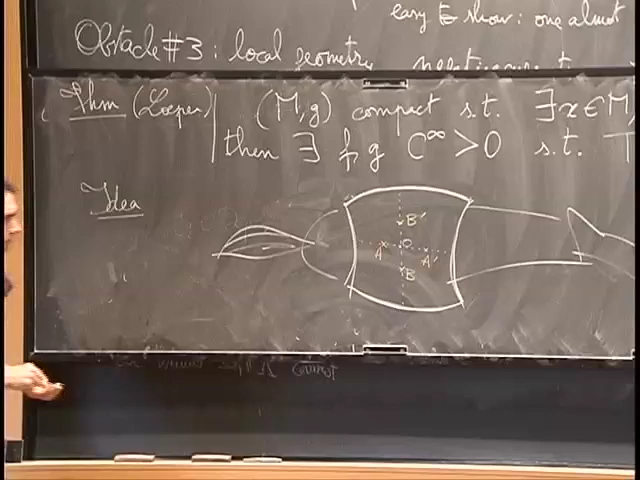 easy to show: one almost
Obstacle #3: local geometry
Thm (Loeper) (M,g) compact s.t. ∃x∈M,
then ∃ f, g C^∞ > 0 s.t. T
Idea
B'
O
A A'
B